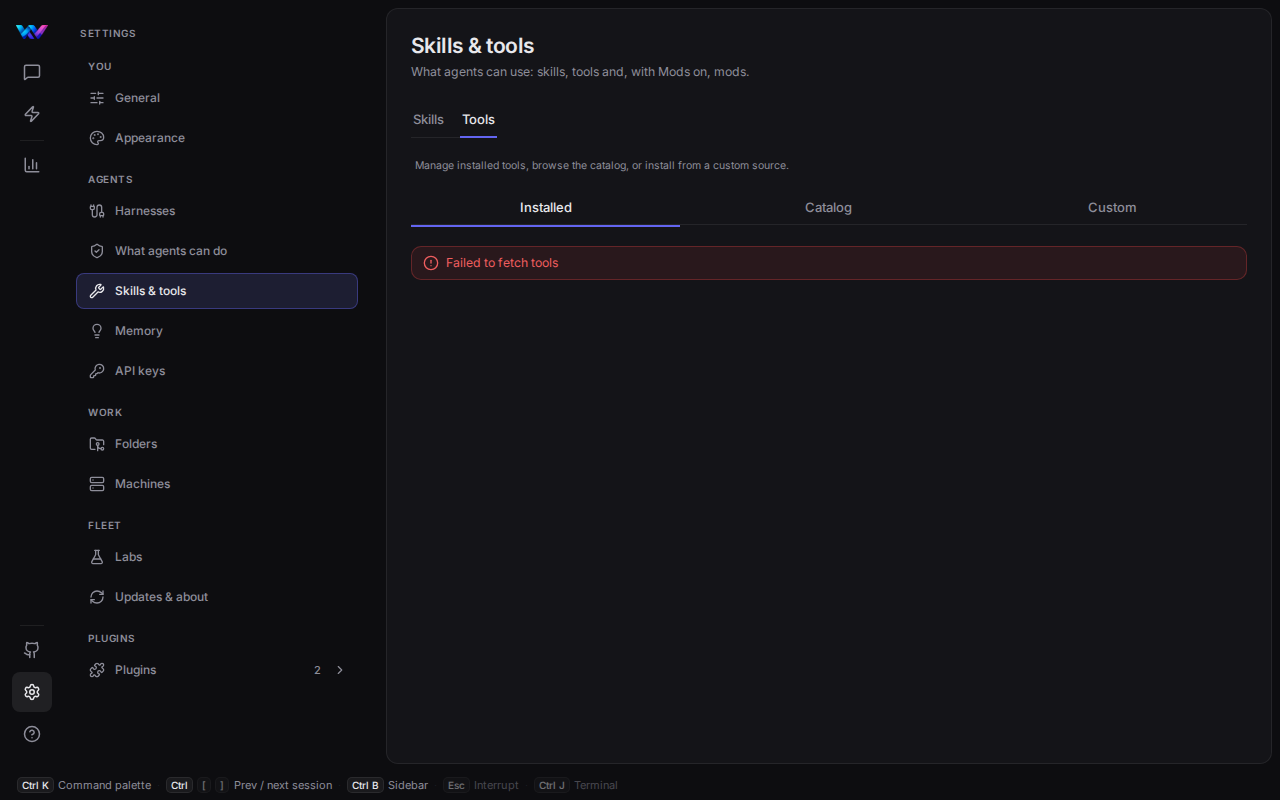 SETTINGS
YOU
General
Appearance
AGENTS
Harnesses
What agents can do
Skills & tools
Memory
API keys
WORK
Folders
Machines
FLEET
Labs
Updates & about
PLUGINS
Plugins 2
Skills & tools
What agents can use: skills, tools and, with Mods on, mods.
Skills Tools
Manage installed tools, browse the catalog, or install from a custom source.
Installed Catalog Custom
Failed to fetch tools
Ctrl K Command palette Ctrl [ ] Prev / next session Ctrl B Sidebar Esc Interrupt Ctrl J Terminal